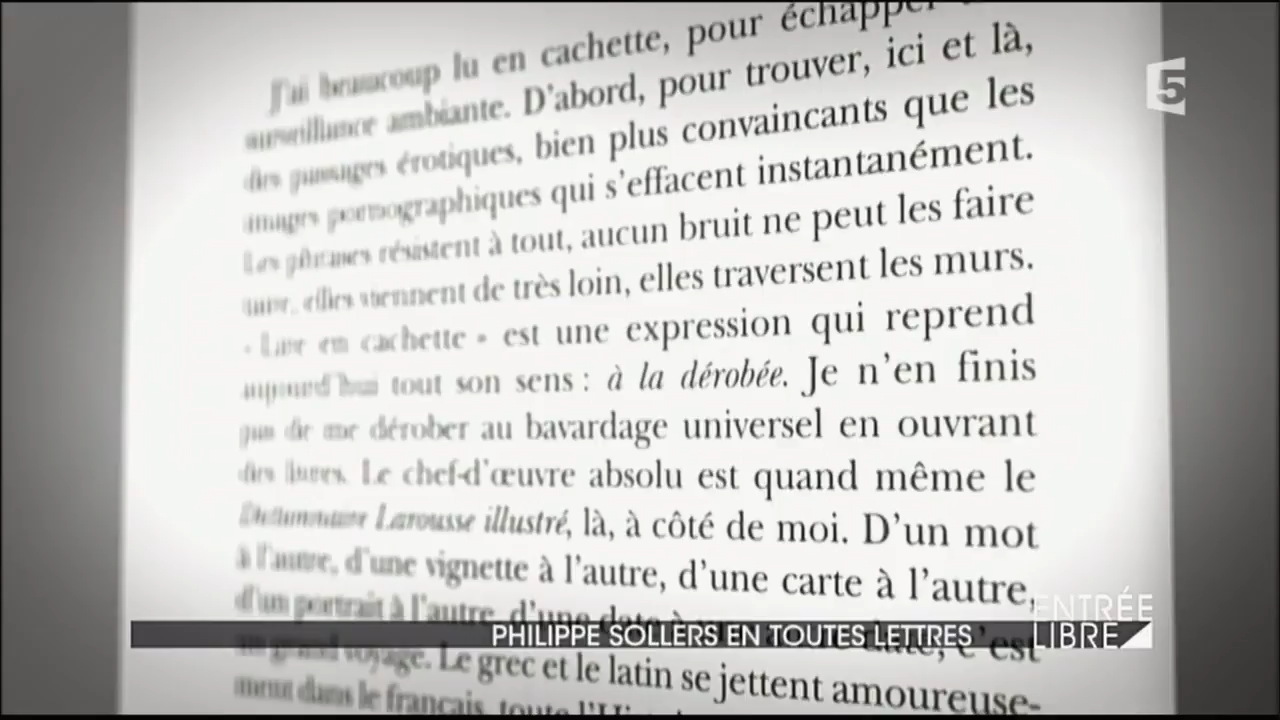 J'ai beaucoup lu en cachette, pour échapper
surveillance ambiante. D'abord, pour trouver, ici et là,
des passages érotiques, bien plus convaincants que les
images pornographiques qui s'effacent instantanément.
Les phrases résistent à tout, aucun bruit ne peut les faire
taire, elles viennent de très loin, elles traversent les murs.
« Lire en cachette » est une expression qui reprend
aujourd'hui tout son sens : à la dérobée. Je n'en finis
pas de me dérober au bavardage universel en ouvrant
des livres. Le chef-d'œuvre absolu est quand même le
Dictionnaire Larousse illustré, là, à côté de moi. D'un mot
à l'autre, d'une vignette à l'autre, d'une carte à l'autre,
d'un portrait à l'autre, d'une date à date, c'est
un grand voyage. Le grec et le latin se jettent amoureuse-
ment dans le français, toute
5
PHILIPPE SOLLERS EN TOUTES LETTRES
ENTRÉE
LIBRE